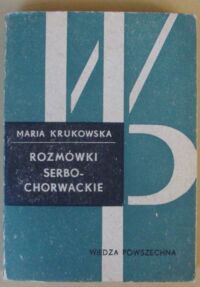 MARIA KRUKOWSKA
ROZMÓWKI
SERBO-
CHORWACKIE
WIEDZA POWSZECHNA